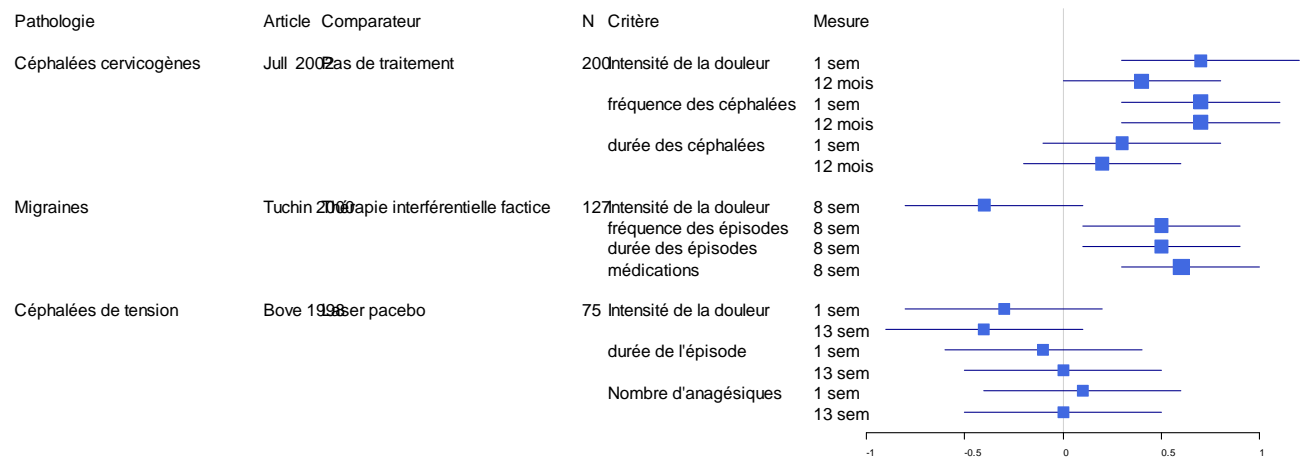 Pathologie Article Comparateur N Critère Mesure
Céphalées cervicogènes Jull 2002 Pas de traitement 200 Intensité de la douleur 1 sem
12 mois
fréquence des céphalées 1 sem
12 mois
durée des céphalées 1 sem
12 mois
Migraines Tuchin 2000 Thérapie interférentielle factice 127 Intensité de la douleur 8 sem
fréquence des épisodes 8 sem
durée des épisodes 8 sem
médications 8 sem
Céphalées de tension Bove 1998 Laser pacebo 75 Intensité de la douleur 1 sem
13 sem
durée de l'épisode 1 sem
13 sem
Nombre d'anagésiques 1 sem
13 sem
-1 -0.5 0 0.5 1